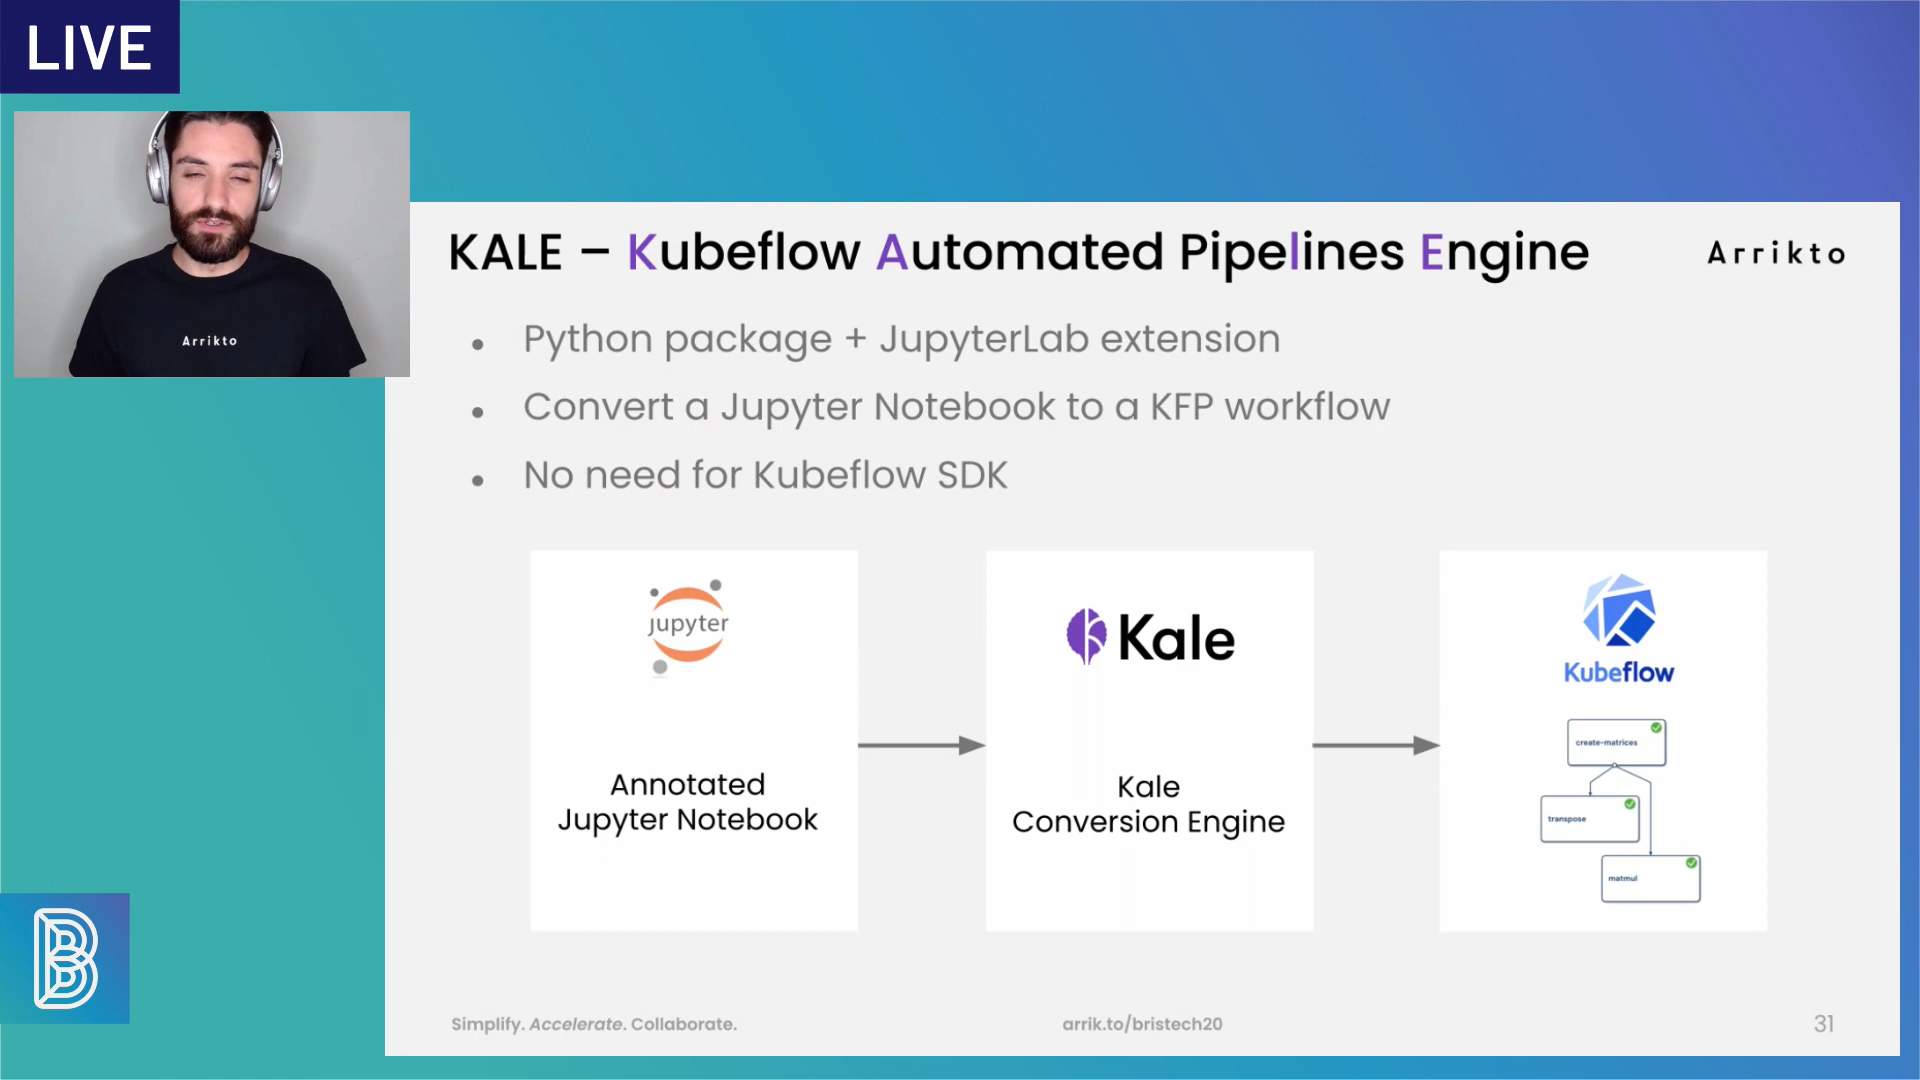 LIVE
Arrikto
KALE – Kubeflow Automated Pipelines Engine
Arrikto
Python package + JupyterLab extension
Convert a Jupyter Notebook to a KFP workflow
No need for Kubeflow SDK
jupyter
Annotated
Jupyter Notebook
Kale
Kale
Conversion Engine
Kubeflow
create-matrices
transpose
matmul
B
Simplify. Accelerate. Collaborate.
arrik.to/bristech20
31